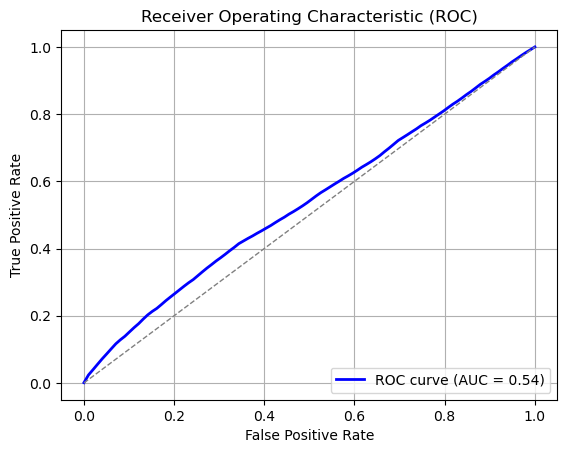 Receiver Operating Characteristic (ROC)
True Positive Rate
1.0
0.8
0.6
0.4
0.2
0.0
ROC curve (AUC = 0.54)
0.0 0.2 0.4 0.6 0.8 1.0
False Positive Rate